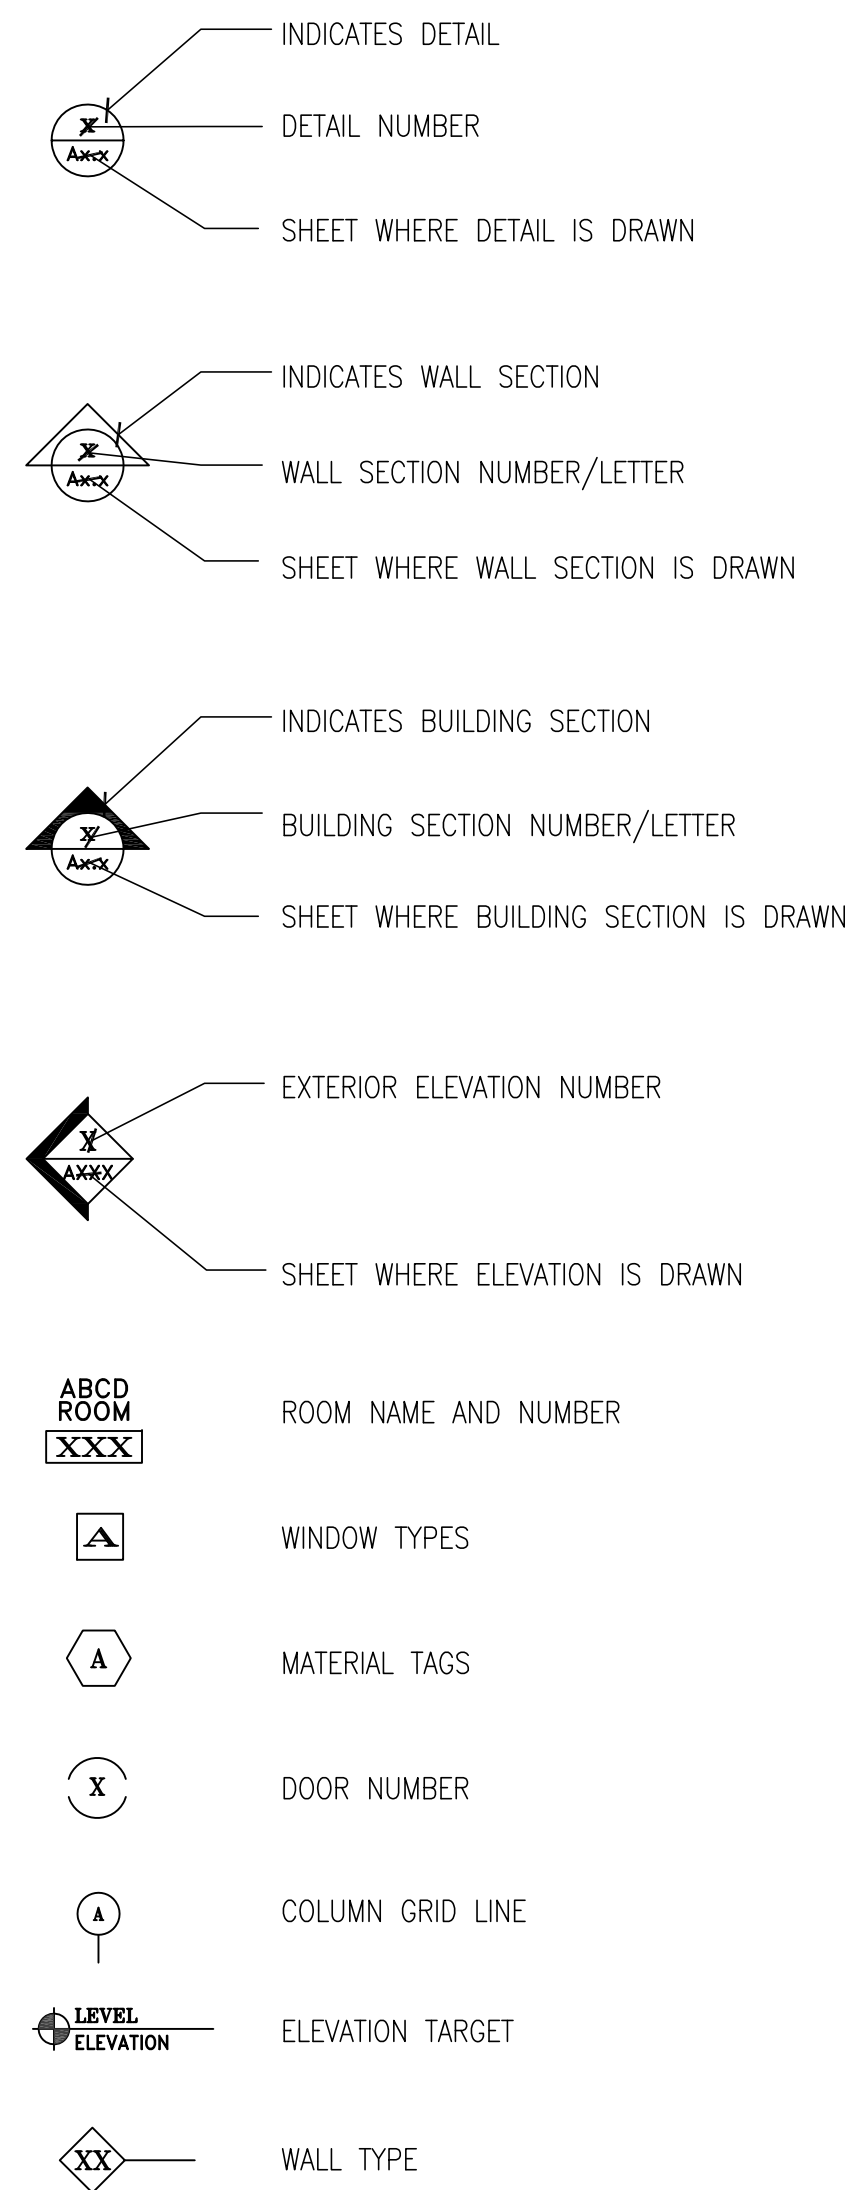 INDICATES DETAIL
X
DETAIL NUMBER
Ax.x
SHEET WHERE DETAIL IS DRAWN
INDICATES WALL SECTION
X
WALL SECTION NUMBER/LETTER
Ax.x
SHEET WHERE WALL SECTION IS DRAWN
INDICATES BUILDING SECTION
X
BUILDING SECTION NUMBER/LETTER
Ax.x
SHEET WHERE BUILDING SECTION IS DRAWN
EXTERIOR ELEVATION NUMBER
X
AXXX
SHEET WHERE ELEVATION IS DRAWN
ABCD
ROOM
XXX
ROOM NAME AND NUMBER
A
WINDOW TYPES
A
MATERIAL TAGS
X
DOOR NUMBER
A
COLUMN GRID LINE
LEVEL
ELEVATION
ELEVATION TARGET
XX
WALL TYPE